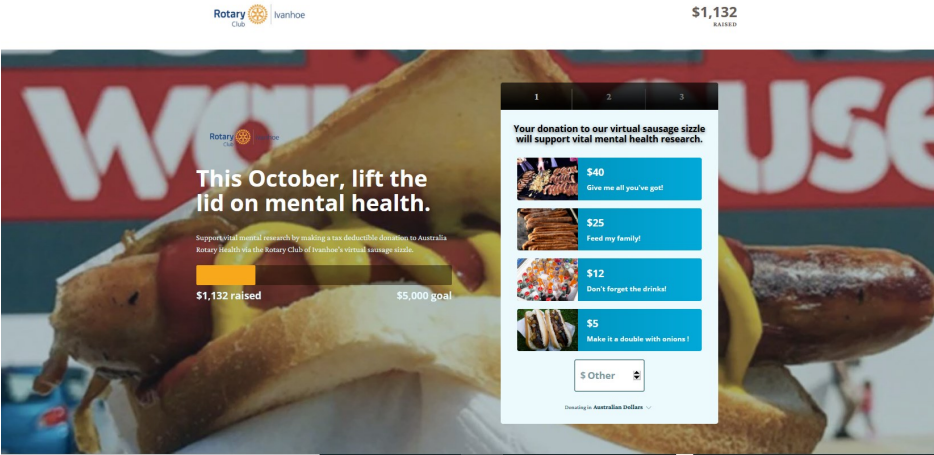 Rotary
Club
Ivanhoe
$1,132
RAISED
Rotary
Club
Ivanhoe
This October, lift the
lid on mental health.
Support vital mental research by making a tax deductible donation to Australia
Rotary Health via the Rotary Club of Ivanhoe's virtual sausage sizzle.
$1,132 raised
$5,000 goal
1
2
3
Your donation to our virtual sausage sizzle
will support vital mental health research.
$40
Give me all you've got!
$25
Feed my family!
$12
Don't forget the drinks!
$5
Make it a double with onions !
$ Other
Donating in Australian Dollars